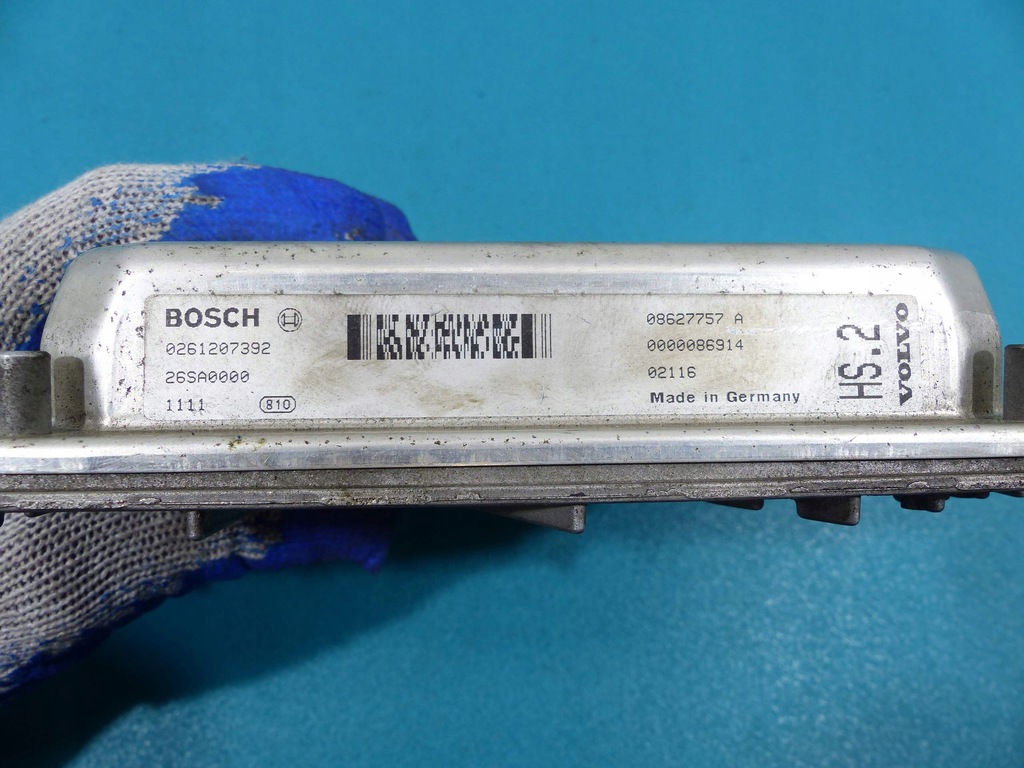 BOSCH
0261207392
26SA0000
1111 810
08627757 A
0000086914
02116
Made in Germany
HS.2
VOLVO